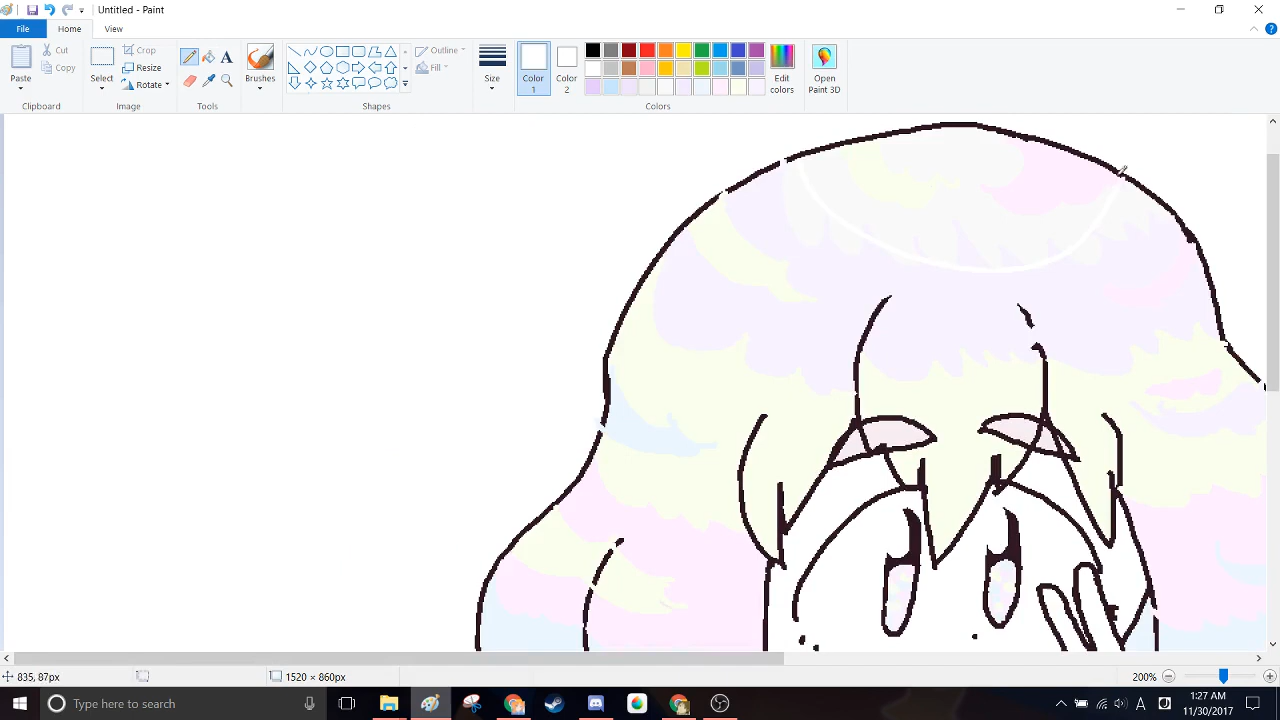 Untitled - Paint
File
Home
View
Paste
Cut
Copy
Clipboard
Select
Crop
Resize
Rotate
Image
A
Tools
Brushes
Outline
Fill
Shapes
Size
Color 1
Color 2
Edit colors
Colors
Open Paint 3D
835, 87px
1520 × 860px
200%
Type here to search
A
1:27 AM
11/30/2017